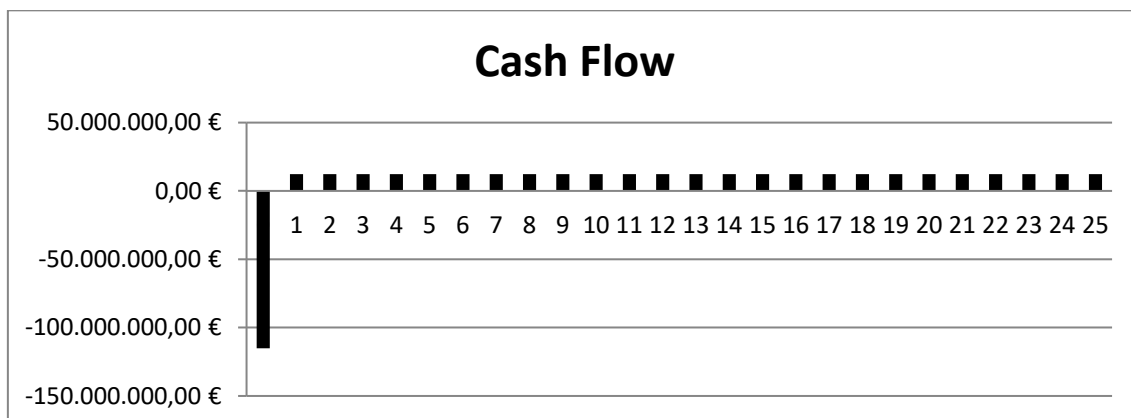 Cash Flow
50.000.000,00 €
0,00 €
1 2 3 4 5 6 7 8 9 10 11 12 13 14 15 16 17 18 19 20 21 22 23 24 25
-50.000.000,00 €
-100.000.000,00 €
-150.000.000,00 €